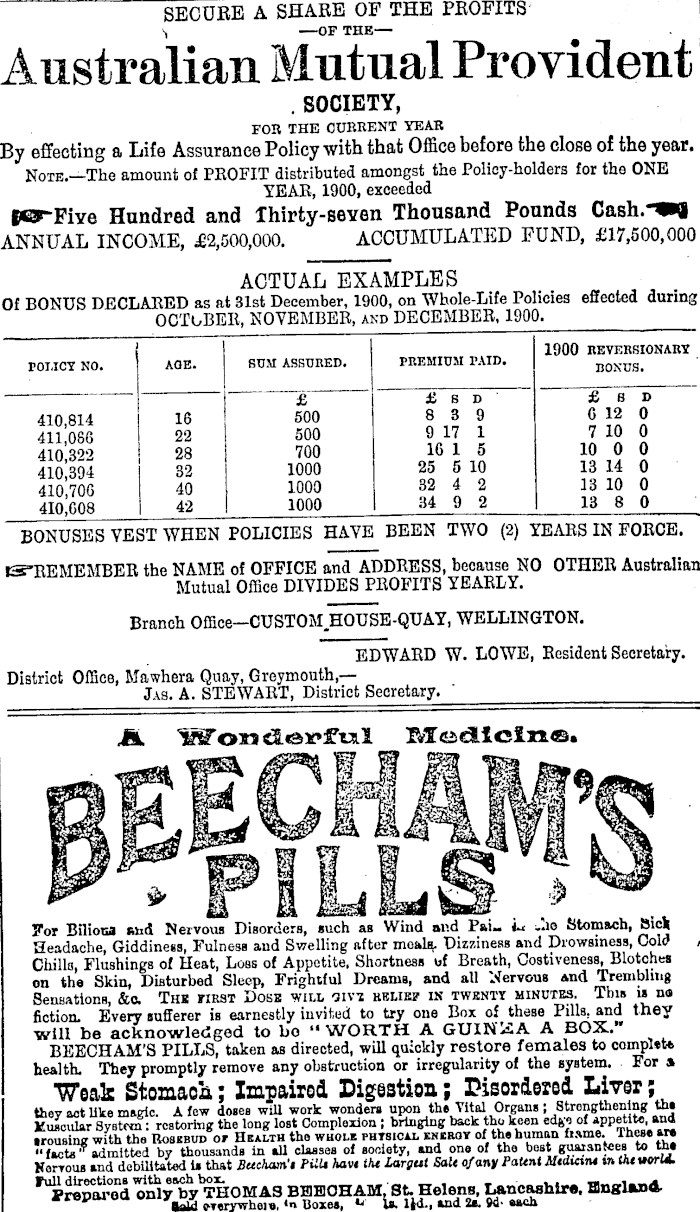 SECURE A SHARE OF THE PROFITS
—OF THE—
Australian Mutual Provident
SOCIETY,
FOR THE CURRENT YEAR
By effecting a Life Assurance Policy with that Office before the close of the year.
NOTE.—The amount of PROFIT distributed amongst the Policy-holders for the ONE
YEAR, 1900, exceeded
Five Hundred and Thirty-seven Thousand Pounds Cash.
ANNUAL INCOME, £2,500,000. ACCUMULATED FUND, £17,500,000
ACTUAL EXAMPLES
Of BONUS DECLARED as at 31st December, 1900, on Whole-Life Policies effected during
OCTOBER, NOVEMBER, AND DECEMBER, 1900.
POLICY NO. AGE. SUM ASSURED. PREMIUM PAID. 1900 REVERSIONARY BONUS.
£ £ S D £ S D
410,814 16 500 8 3 9 6 12 0
411,066 22 500 9 17 1 7 10 0
410,322 28 700 16 1 5 10 0 0
410,394 32 1000 25 5 10 13 14 0
410,706 40 1000 32 4 2 13 10 0
410,608 42 1000 34 9 2 13 8 0
BONUSES VEST WHEN POLICIES HAVE BEEN TWO (2) YEARS IN FORCE.
REMEMBER the NAME of OFFICE and ADDRESS, because NO OTHER Australian
Mutual Office DIVIDES PROFITS YEARLY.
Branch Office—CUSTOM HOUSE-QUAY, WELLINGTON.
EDWARD W. LOWE, Resident Secretary.
District Office, Mawhera Quay, Greymouth,—
JAS. A. STEWART, District Secretary.
A Wonderful Medicine.
BEECHAM'S
PILLS
For Bilious and Nervous Disorders, such as Wind and Pain in the Stomach, Sick
Headache, Giddiness, Fulness and Swelling after meals. Dizziness and Drowsiness, Cold
Chills, Flushings of Heat, Loss of Appetite, Shortness of Breath, Costiveness, Blotches
on the Skin, Disturbed Sleep, Frightful Dreams, and all Nervous and Trembling
Sensations, &c. THE FIRST DOSE WILL GIVE RELIEF IN TWENTY MINUTES. This is no
fiction. Every sufferer is earnestly invited to try one Box of these Pills, and they
will be acknowledged to be "WORTH A GUINEA A BOX."
BEECHAM'S PILLS, taken as directed, will quickly restore females to complete
health. They promptly remove any obstruction or irregularity of the system. For a
Weak Stomach; Impaired Digestion; Disordered Liver;
they act like magic. A few doses will work wonders upon the Vital Organs; Strengthening the
Muscular System; restoring the long lost Complexion; bringing back the keen edge of appetite, and
arousing with the ROSEBUD OF HEALTH the WHOLE PHYSICAL ENERGY of the human frame. These are
"facts" admitted by thousands in all classes of society, and one of the best guarantees to the
Nervous and debilitated is that Beecham's Pills have the Largest Sale of any Patent Medicine in the world.
Full directions with each box.
Prepared only by THOMAS BEECHAM, St. Helens, Lancashire, England
Sold everywhere, in Boxes, 1s. 1½d., and 2s. 9d. each